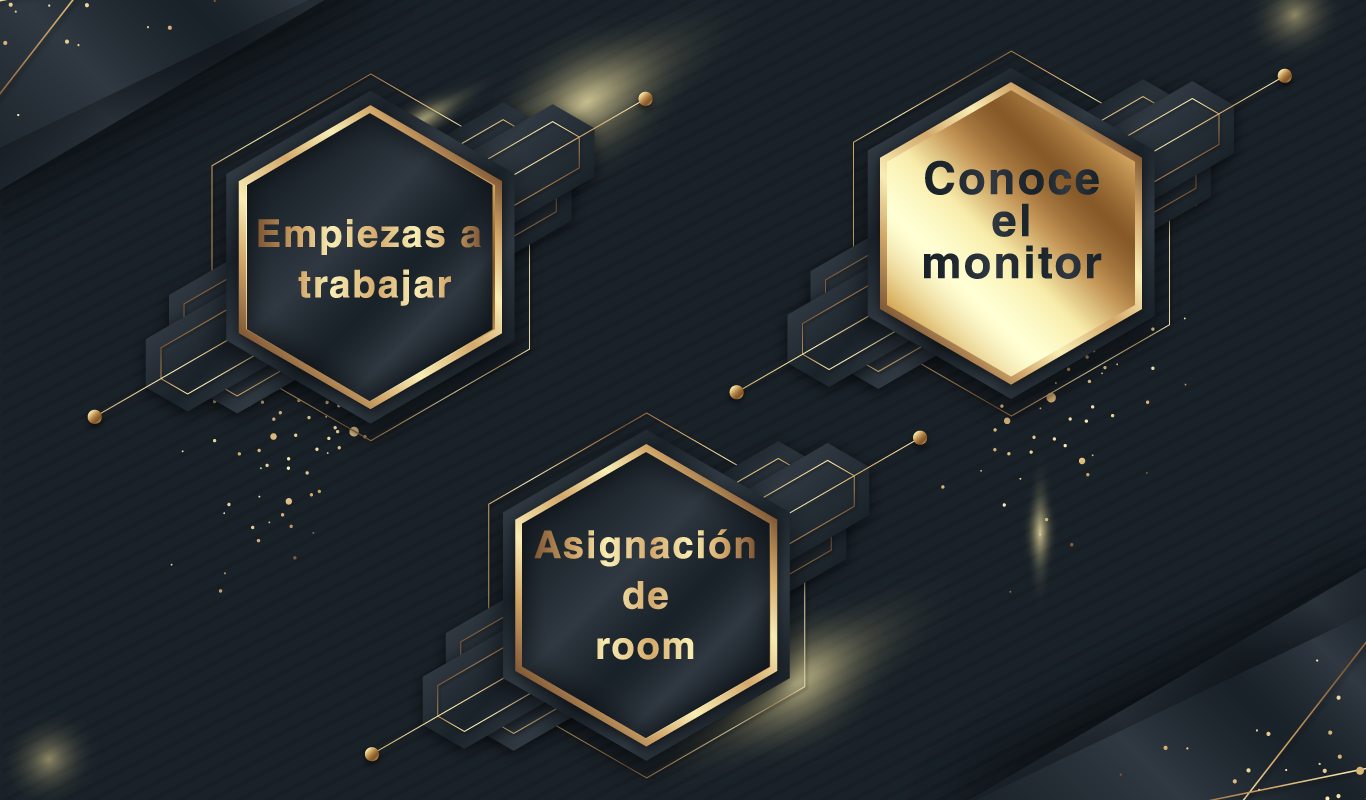 Empiezas a
trabajar
Conoce
el
monitor
Asignación
de
room